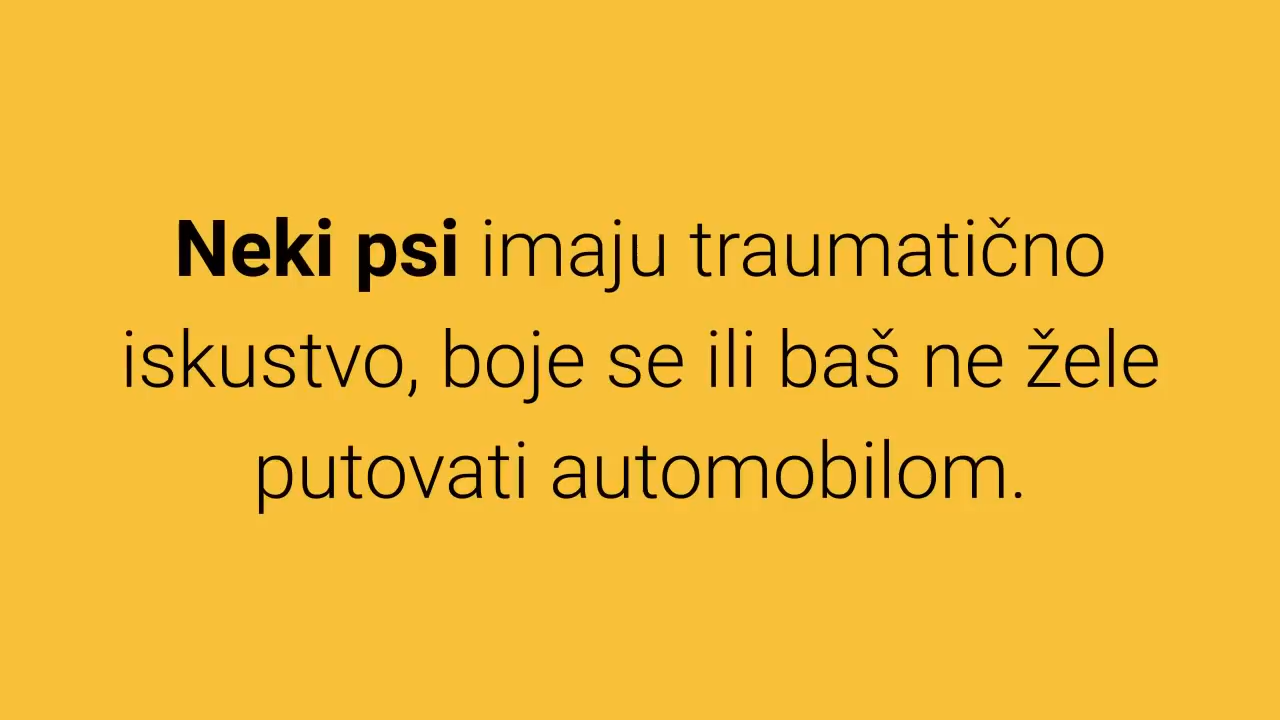 Neki psi imaju traumatično
iskustvo, boje se ili baš ne žele
putovati automobilom.